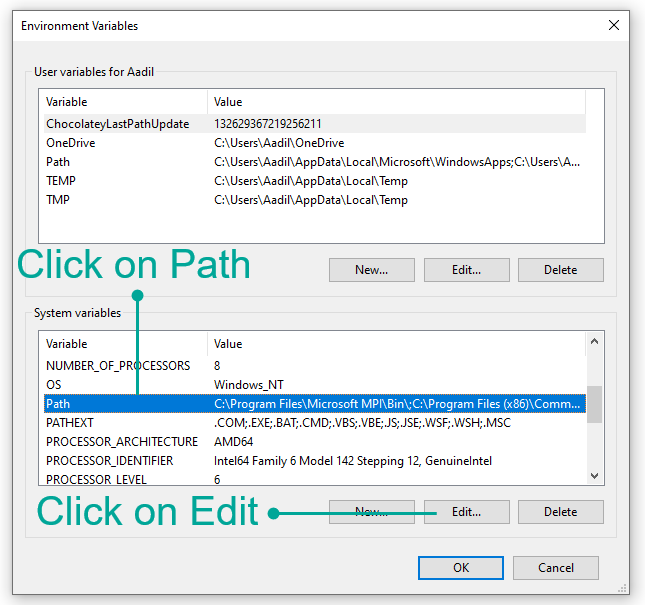 Environment Variables
User variables for Aadil
Variable Value
ChocolateyLastPathUpdate 132629367219256211
OneDrive C:\Users\Aadil\OneDrive
Path C:\Users\Aadil\AppData\Local\Microsoft\WindowsApps;C:\Users\A...
TEMP C:\Users\Aadil\AppData\Local\Temp
TMP C:\Users\Aadil\AppData\Local\Temp
Click on Path
New... Edit... Delete
System variables
Variable Value
NUMBER_OF_PROCESSORS 8
OS Windows_NT
Path C:\Program Files\Microsoft MPI\Bin\;C:\Program Files (x86)\Comm...
PATHEXT .COM;.EXE;.BAT;.CMD;.VBS;.VBE;.JS;.JSE;.WSF;.WSH;.MSC
PROCESSOR_ARCHITECTURE AMD64
PROCESSOR_IDENTIFIER Intel64 Family 6 Model 142 Stepping 12, GenuineIntel
PROCESSOR_LEVEL 6
Click on Edit
New... Edit... Delete
OK Cancel